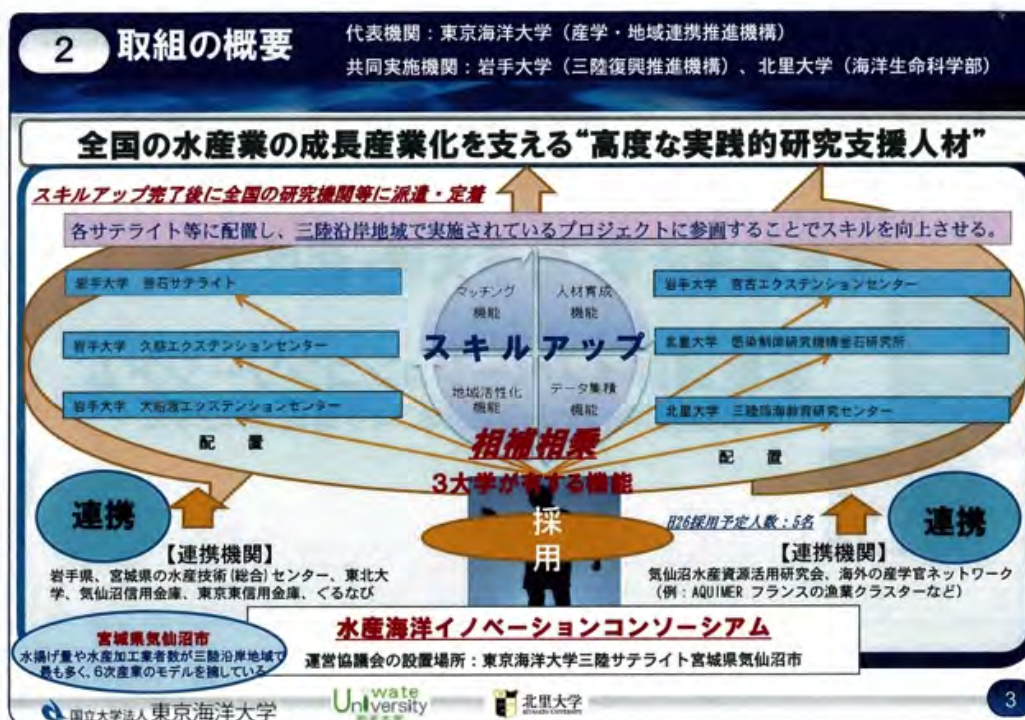 2 取組の概要
代表機関：東京海洋大学（産学・地域連携推進機構）
共同実施機関：岩手大学（三陸復興推進機構）、北里大学（海洋生命科学部）
全国の水産業の成長産業化を支える“高度な実践的研究支援人材”
スキルアップ完了後に全国の研究機関等に派遣・定着
各サテライト等に配置し、三陸沿岸地域で実施されているプロジェクトに参画することでスキルを向上させる。
岩手大学 釜石サテライト
岩手大学 久慈エクステンションセンター
岩手大学 大船渡エクステンションセンター
マッチング
機能
人材育成
機能
スキルアップ
地域活性化
機能
データ集積
機能
岩手大学 宮古エクステンションセンター
北里大学 感染制御研究機構釜石研究所
北里大学 三陸臨海教育研究センター
相補相乗
3大学が有する機能
配 置
配 置
採用
連携
【連携機関】
岩手県、宮城県の水産技術(総合)センター、東北大
学、気仙沼信用金庫、東京東信用金庫、ぐるなび
H26採用予定人数：5名
連携
【連携機関】
気仙沼水産資源活用研究会、海外の産学官ネットワーク
（例：AQUIMER フランスの漁業クラスターなど）
宮城県気仙沼市
水揚げ量や水産加工業者数が三陸沿岸地域で
最も多く、6次産業のモデルを擁している
水産海洋イノベーションコンソーシアム
運営協議会の設置場所：東京海洋大学三陸サテライト宮城県気仙沼市
国立大学法人 東京海洋大学
Iwate
University
岩手大学
北里大学
KITASATO UNIVERSITY
3